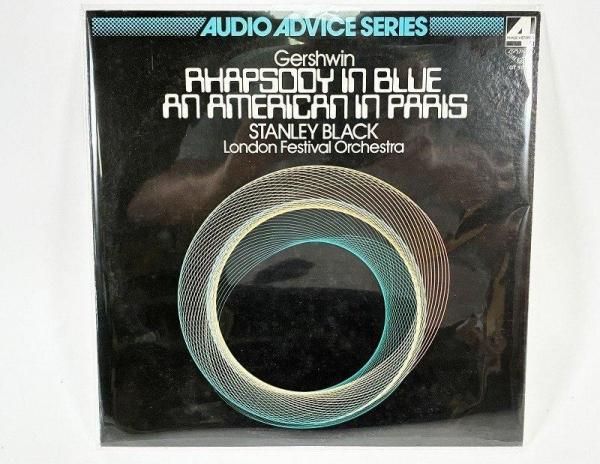 AUDIO ADVICE SERIES
Gershwin
RHAPSODY IN BLUE
AN AMERICAN IN PARIS
STANLEY BLACK
London Festival Orchestra